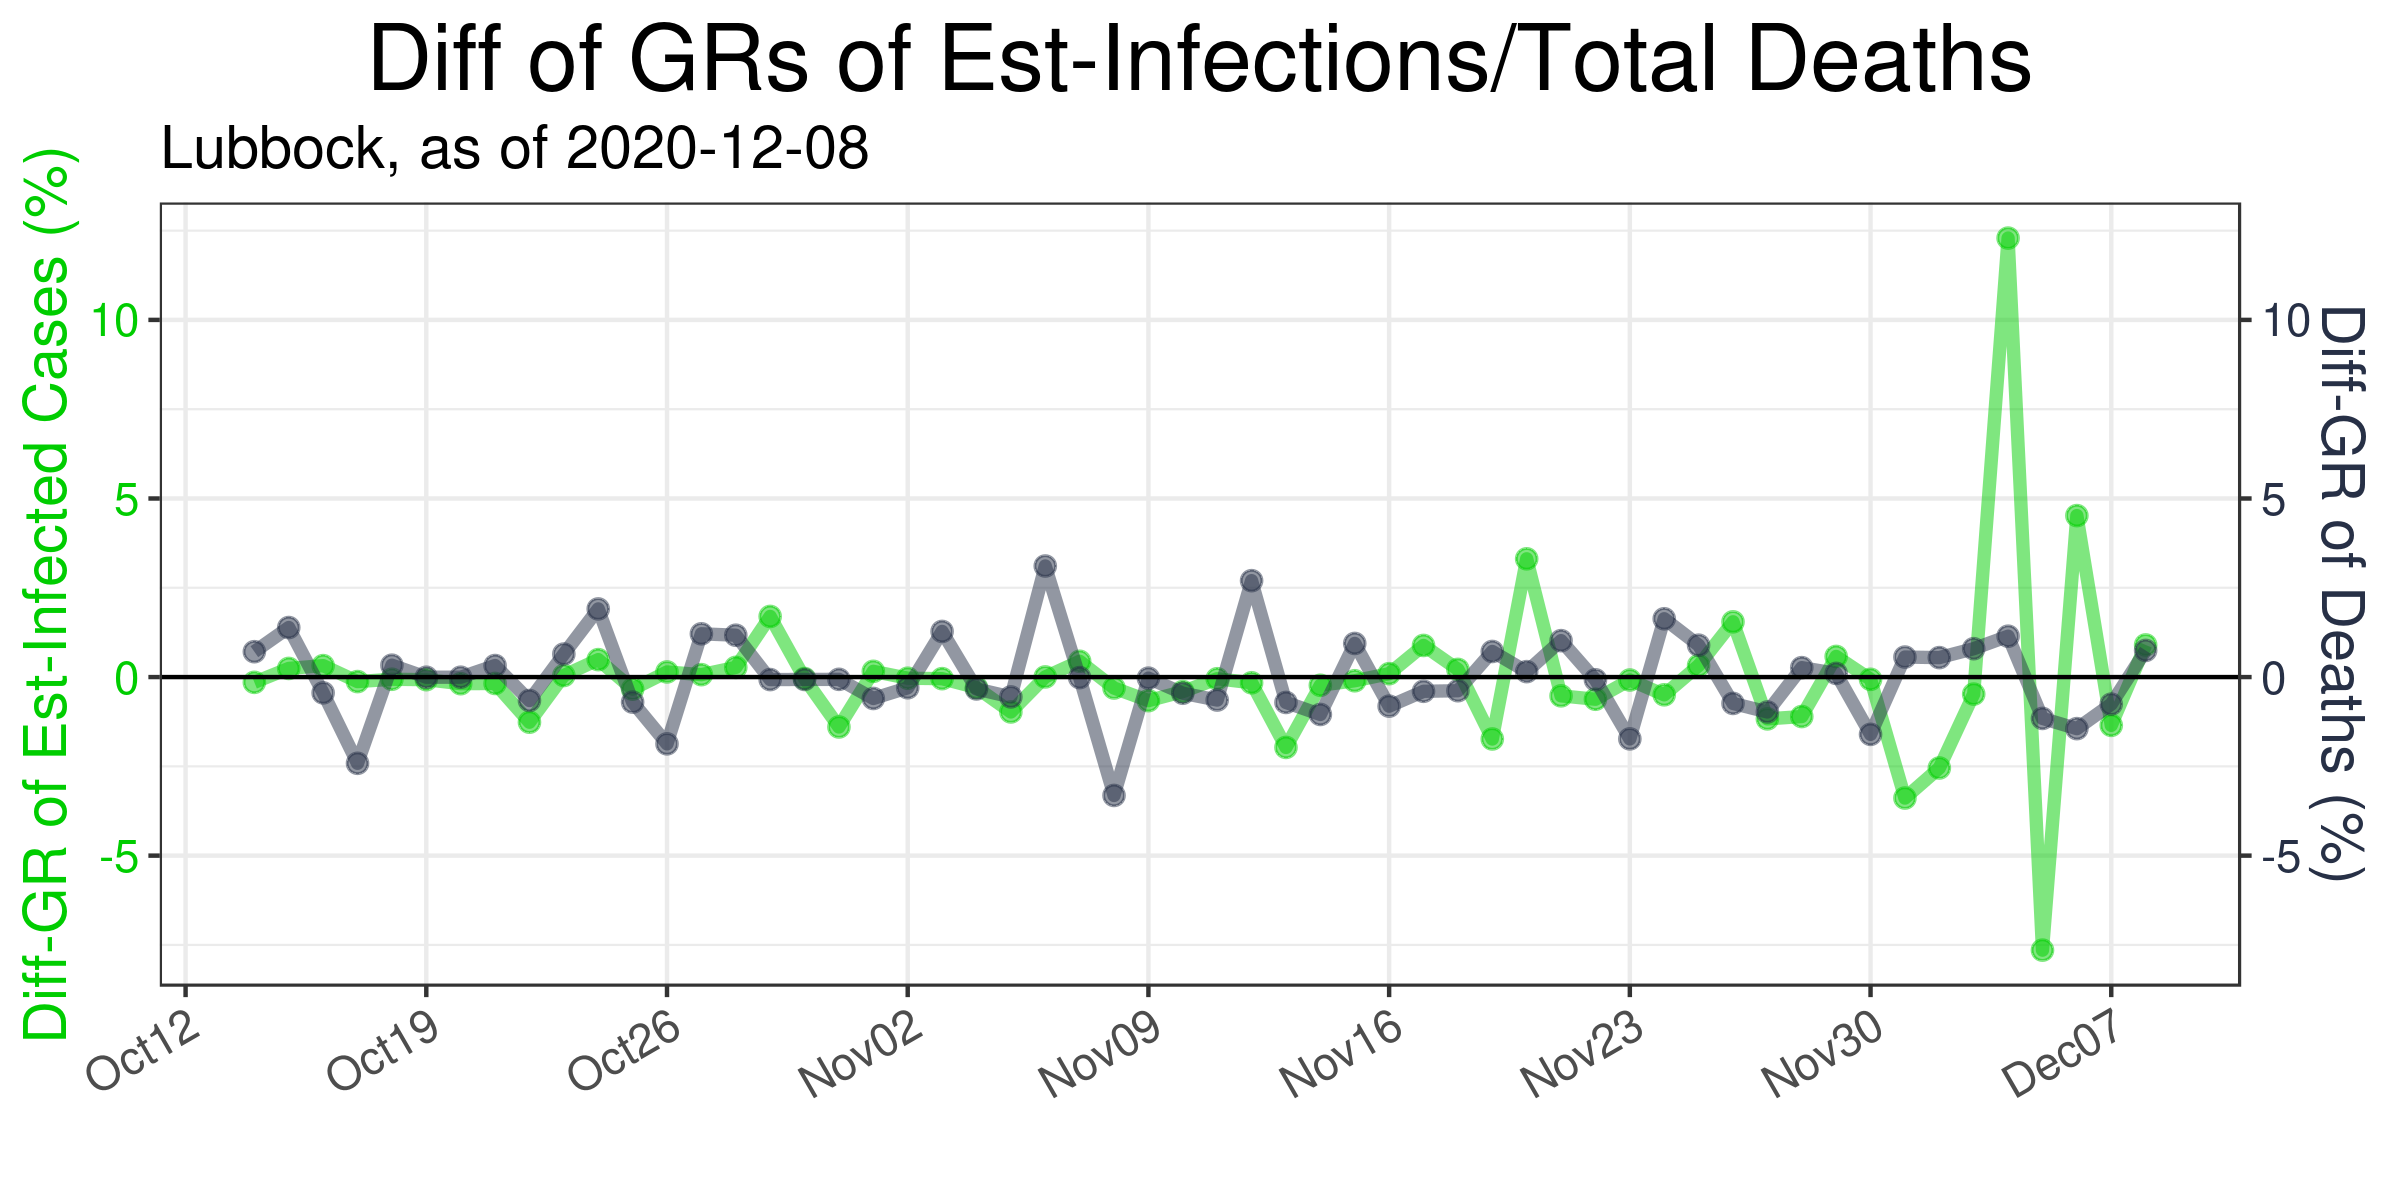 Diff of GRs of Est-Infections/Total Deaths
Lubbock, as of 2020-12-08
Diff-GR of Est-Infected Cases (%)
10
5
0
-5
10
5
0
-5
Diff-GR of Deaths (%)
Oct12
Oct19
Oct26
Nov02
Nov09
Nov16
Nov23
Nov30
Dec07